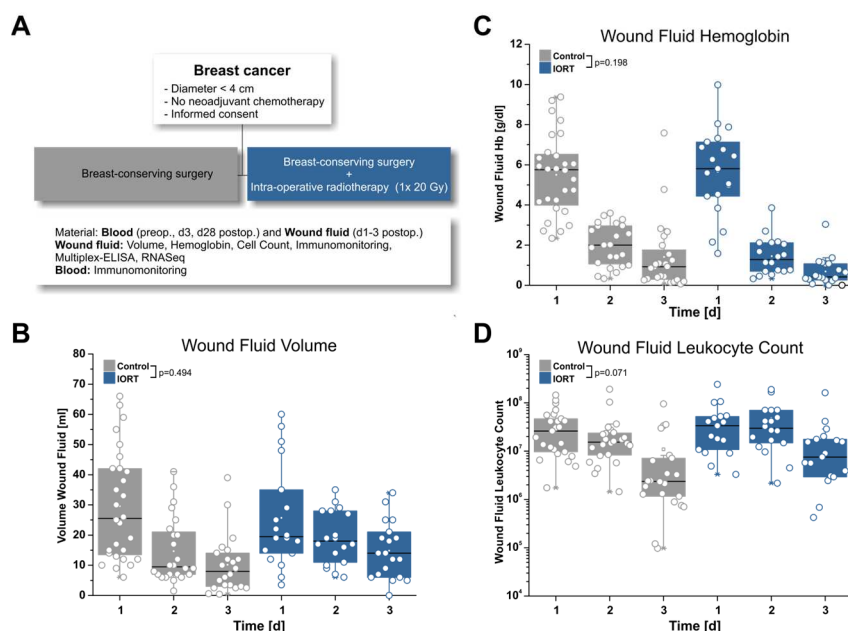 A
Breast cancer
- Diameter < 4 cm
- No neoadjuvant chemotherapy
- Informed consent
Breast-conserving surgery
Breast-conserving surgery
+
Intra-operative radiotherapy (1x 20 Gy)
Material: Blood (preop., d3, d28 postop.) and Wound fluid (d1-3 postop.)
Wound fluid: Volume, Hemoglobin, Cell Count, Immunomonitoring,
Multiplex-ELISA, RNASeq
Blood: Immunomonitoring
B
Wound Fluid Volume
Control
IORT
p=0.494
Volume Wound Fluid [ml]
80
70
60
50
40
30
20
10
0
1 2 3 1 2 3
Time [d]
C
Wound Fluid Hemoglobin
Control
IORT
p=0.198
Wound Fluid Hb [g/dl]
12
10
8
6
4
2
0
1 2 3 1 2 3
Time [d]
D
Wound Fluid Leukocyte Count
Control
IORT
p=0.071
Wound Fluid Leukocyte Count
10⁹
10⁸
10⁷
10⁶
10⁵
10⁴
1 2 3 1 2 3
Time [d]